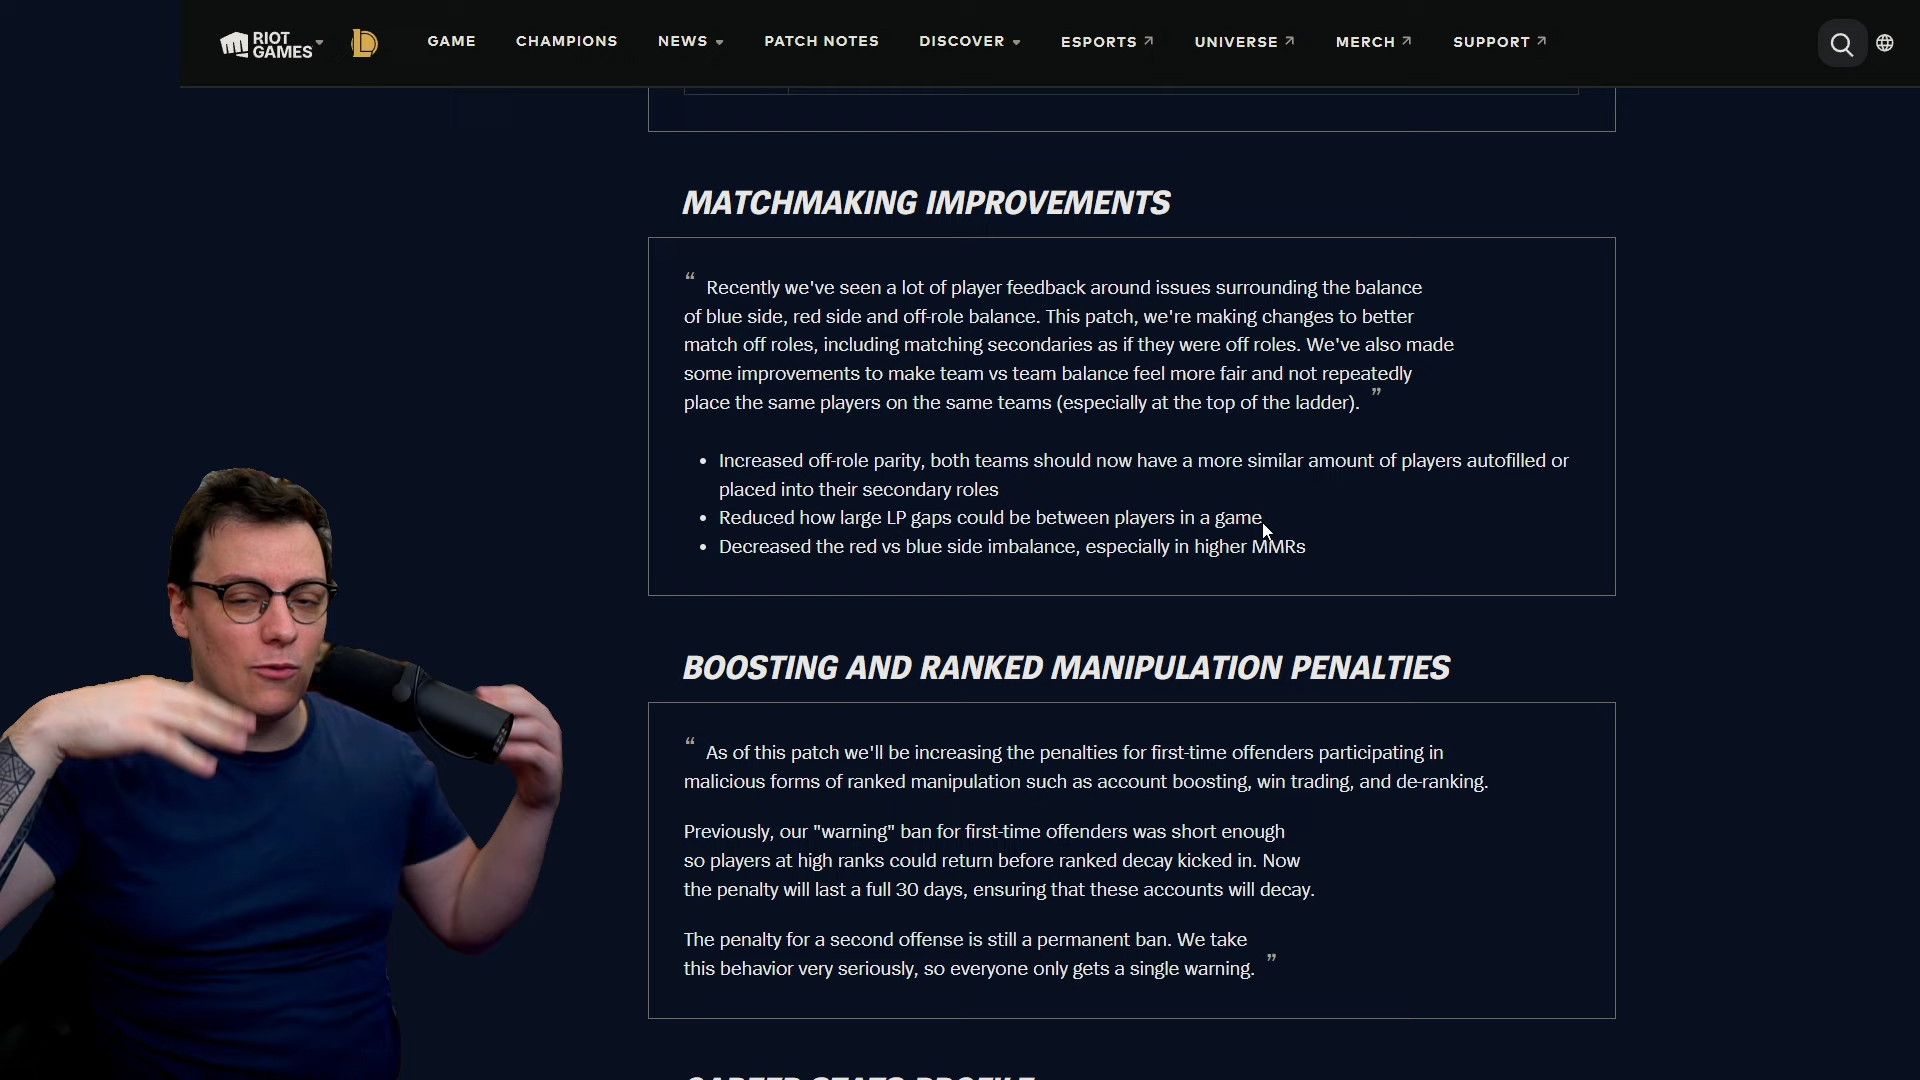 RIOT GAMES
GAME
CHAMPIONS
NEWS
PATCH NOTES
DISCOVER
ESPORTS
UNIVERSE
MERCH
SUPPORT
MATCHMAKING IMPROVEMENTS
“ Recently we've seen a lot of player feedback around issues surrounding the balance
of blue side, red side and off-role balance. This patch, we're making changes to better
match off roles, including matching secondaries as if they were off roles. We've also made
some improvements to make team vs team balance feel more fair and not repeatedly
place the same players on the same teams (especially at the top of the ladder). ”
• Increased off-role parity, both teams should now have a more similar amount of players autofilled or
placed into their secondary roles
• Reduced how large LP gaps could be between players in a game
• Decreased the red vs blue side imbalance, especially in higher MMRs
BOOSTING AND RANKED MANIPULATION PENALTIES
“ As of this patch we'll be increasing the penalties for first-time offenders participating in
malicious forms of ranked manipulation such as account boosting, win trading, and de-ranking.
Previously, our "warning" ban for first-time offenders was short enough
so players at high ranks could return before ranked decay kicked in. Now
the penalty will last a full 30 days, ensuring that these accounts will decay.
The penalty for a second offense is still a permanent ban. We take
this behavior very seriously, so everyone only gets a single warning. ”
CAREER STATS PROFILE